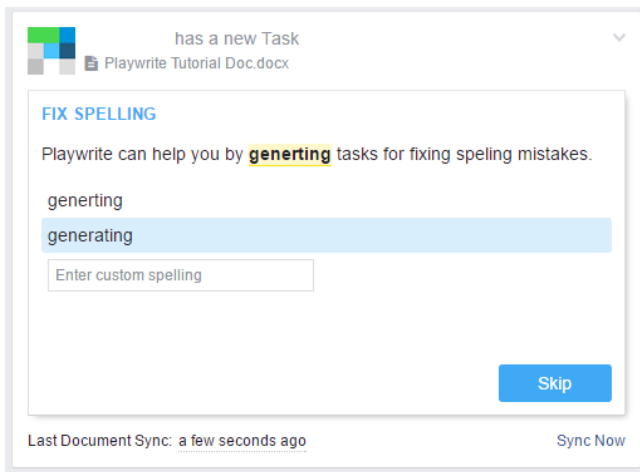 has a new Task
Playwrite Tutorial Doc.docx
FIX SPELLING
Playwrite can help you by generting tasks for fixing speling mistakes.
generting
generating
Enter custom spelling
Skip
Last Document Sync: a few seconds ago
Sync Now